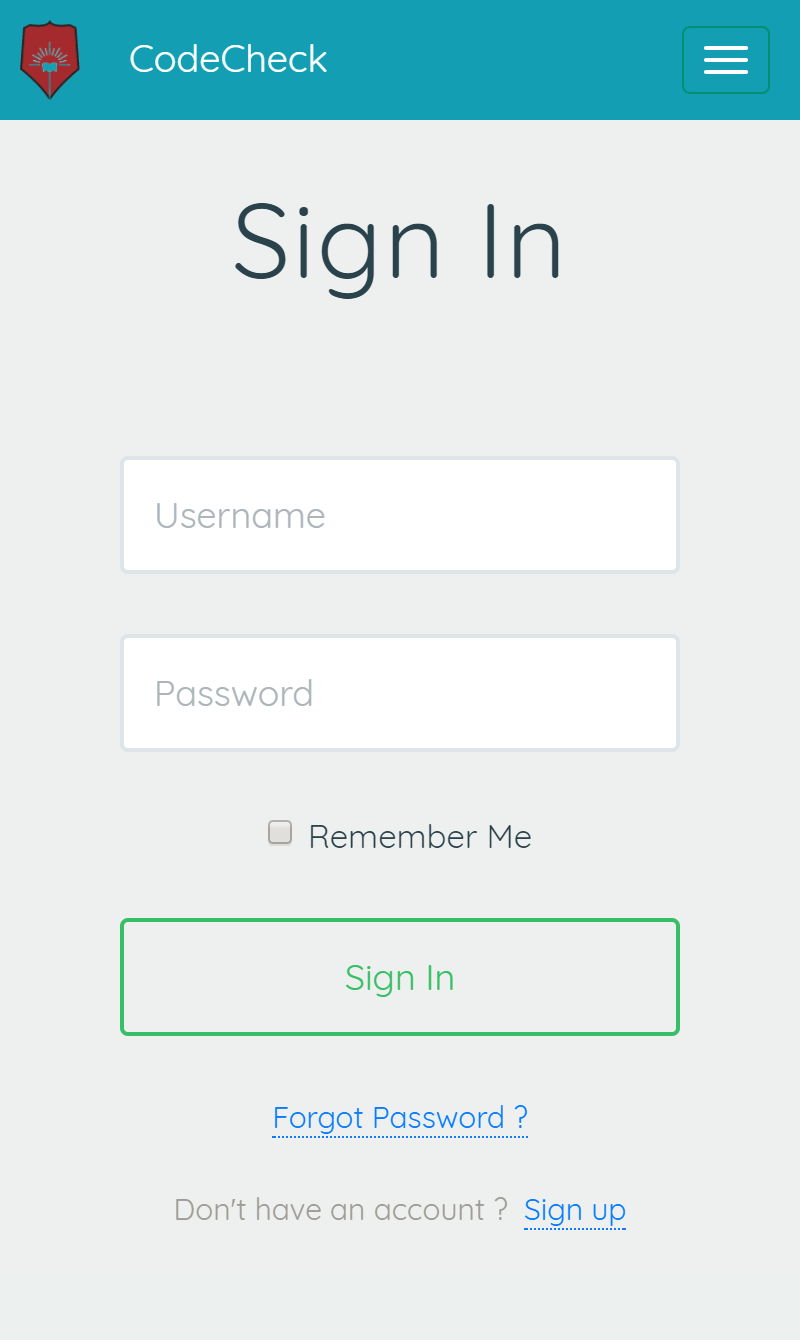 CodeCheck
Sign In
Username
Password
Remember Me
Sign In
Forgot Password ?
Don't have an account ? Sign up